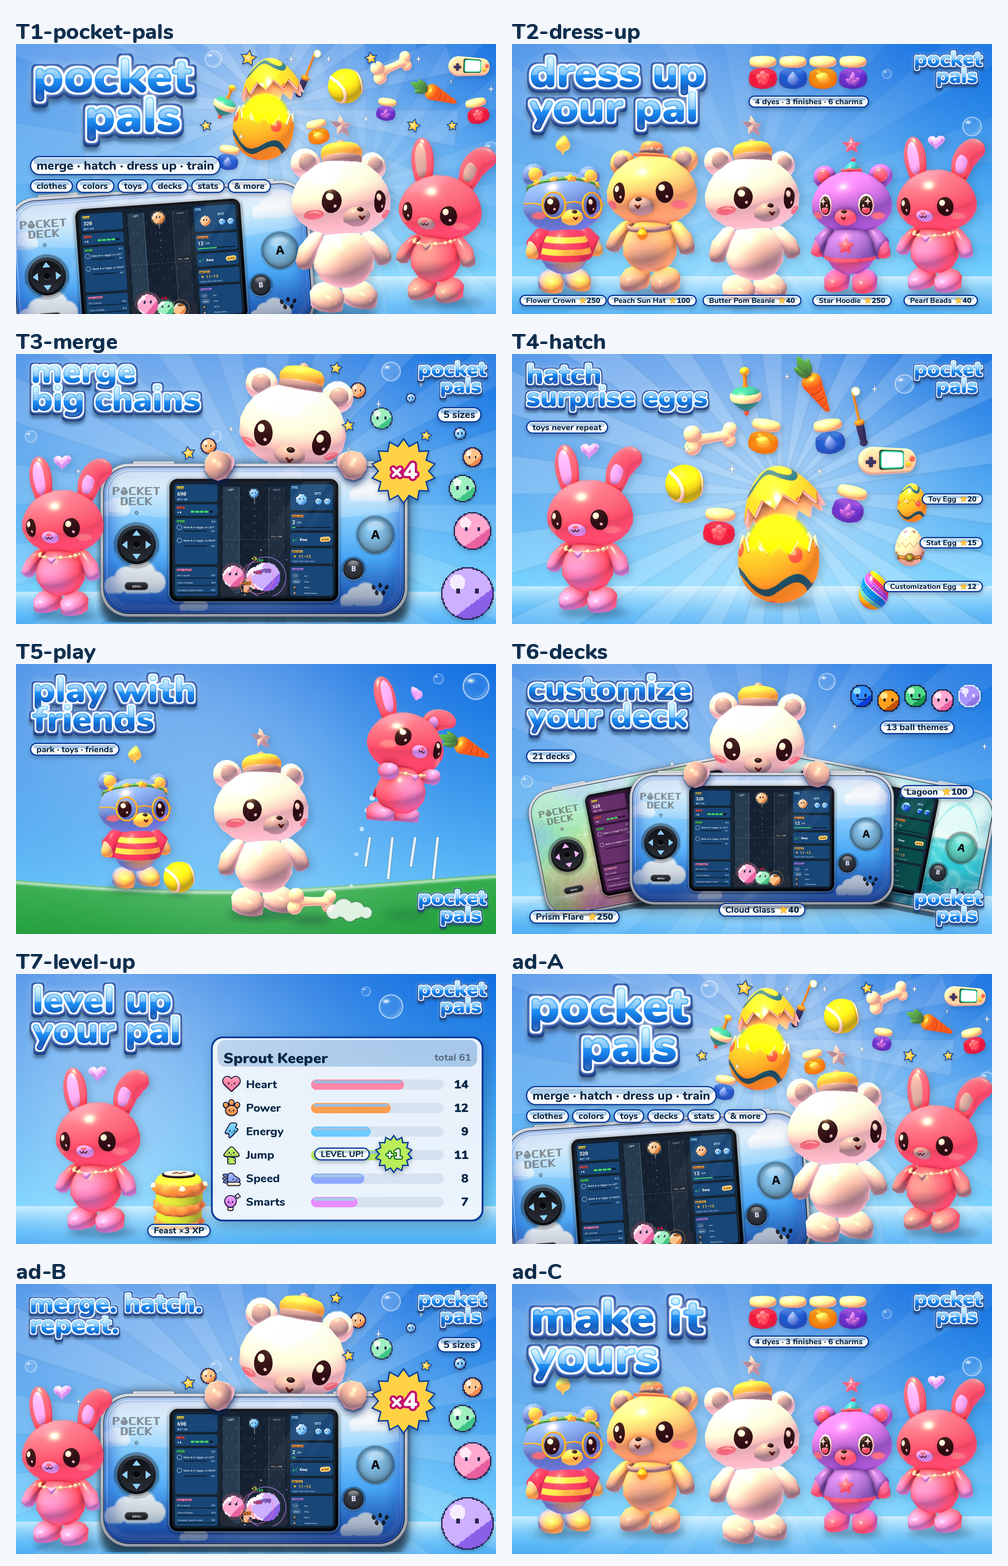 T1-pocket-pals
pocket
pals
merge · hatch · dress up · train
clothes
colors
toys
decks
stats
& more
POCKET
DECK
A
B
T2-dress-up
dress up
your pal
pocket
pals
4 dyes · 3 finishes · 6 charms
Flower Crown 250
Peach Sun Hat 100
Butter Pom Beanie 40
Star Hoodie 250
Pearl Beads 40
T3-merge
merge
big chains
pocket
pals
5 sizes
×4
POCKET
DECK
A
B
MENU
T4-hatch
hatch
surprise eggs
toys never repeat
pocket
pals
Toy Egg 20
Stat Egg 15
Customization Egg 12
T5-play
play with
friends
park · toys · friends
pocket
pals
T6-decks
customize
your deck
21 decks
13 ball themes
POCKET
DECK
POCKET
DECK
A
B
A
B
Lagoon 100
Prism Flare 250
Cloud Glass 40
pocket
pals
T7-level-up
level up
your pal
pocket
pals
Sprout Keeper
total 61
Heart 14
Power 12
Energy 9
Jump LEVEL UP! +1 11
Speed 8
Smarts 7
Feast ×3 XP
ad-A
pocket
pals
merge · hatch · dress up · train
clothes
colors
toys
decks
stats
& more
POCKET
DECK
A
B
ad-B
merge. hatch.
repeat.
pocket
pals
5 sizes
×4
POCKET
DECK
A
B
MENU
ad-C
make it
yours
pocket
pals
4 dyes · 3 finishes · 6 charms